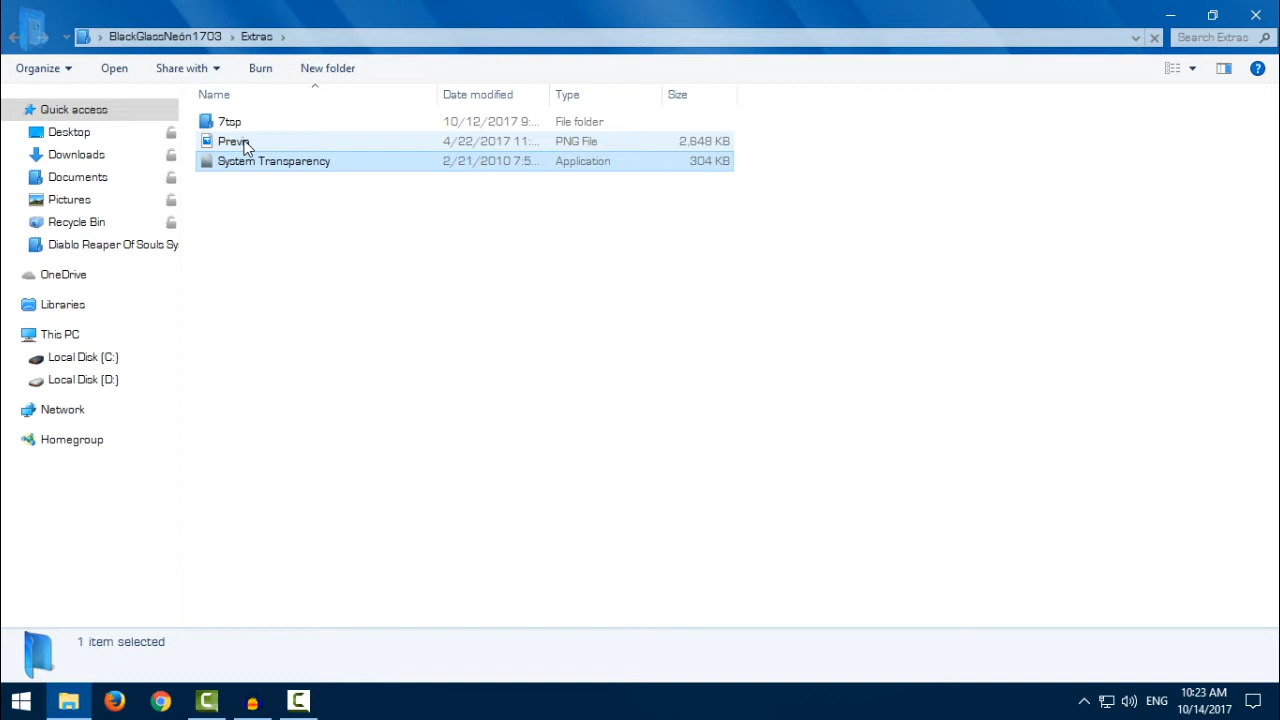 BlackGlassNeón1703 Extras
Search Extras
Organize Open Share with Burn New folder
Name Date modified Type Size
Quick access
Desktop
Downloads
Documents
Pictures
Recycle Bin
Diablo Reaper Of Souls Sy
OneDrive
Libraries
This PC
Local Disk (C:)
Local Disk (D:)
Network
Homegroup
7top 10/12/2017 9:... File folder
4/22/2017 11:... PNG File 2,648 KB
System Transparency 2/21/2010 7:5... Application 304 KB
1 item selected
ENG
10:23 AM
10/14/2017